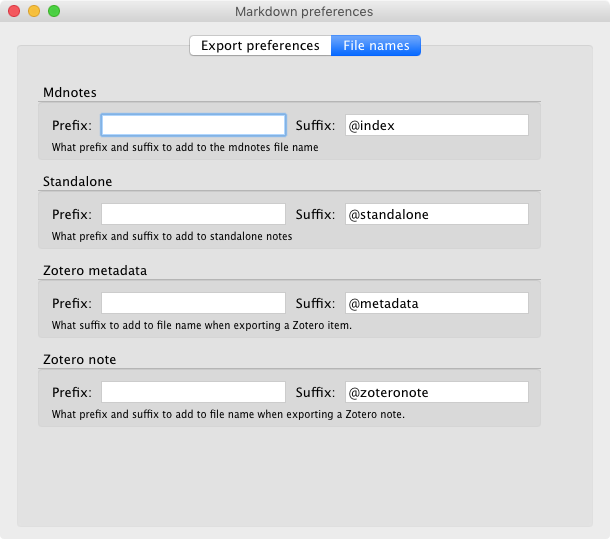 Markdown preferences
Export preferences File names
Mdnotes
Prefix: Suffix: @index
What prefix and suffix to add to the mdnotes file name
Standalone
Prefix: Suffix: @standalone
What prefix and suffix to add to standalone notes
Zotero metadata
Prefix: Suffix: @metadata
What suffix to add to file name when exporting a Zotero item.
Zotero note
Prefix: Suffix: @zoteronote
What prefix and suffix to add to file name when exporting a Zotero note.